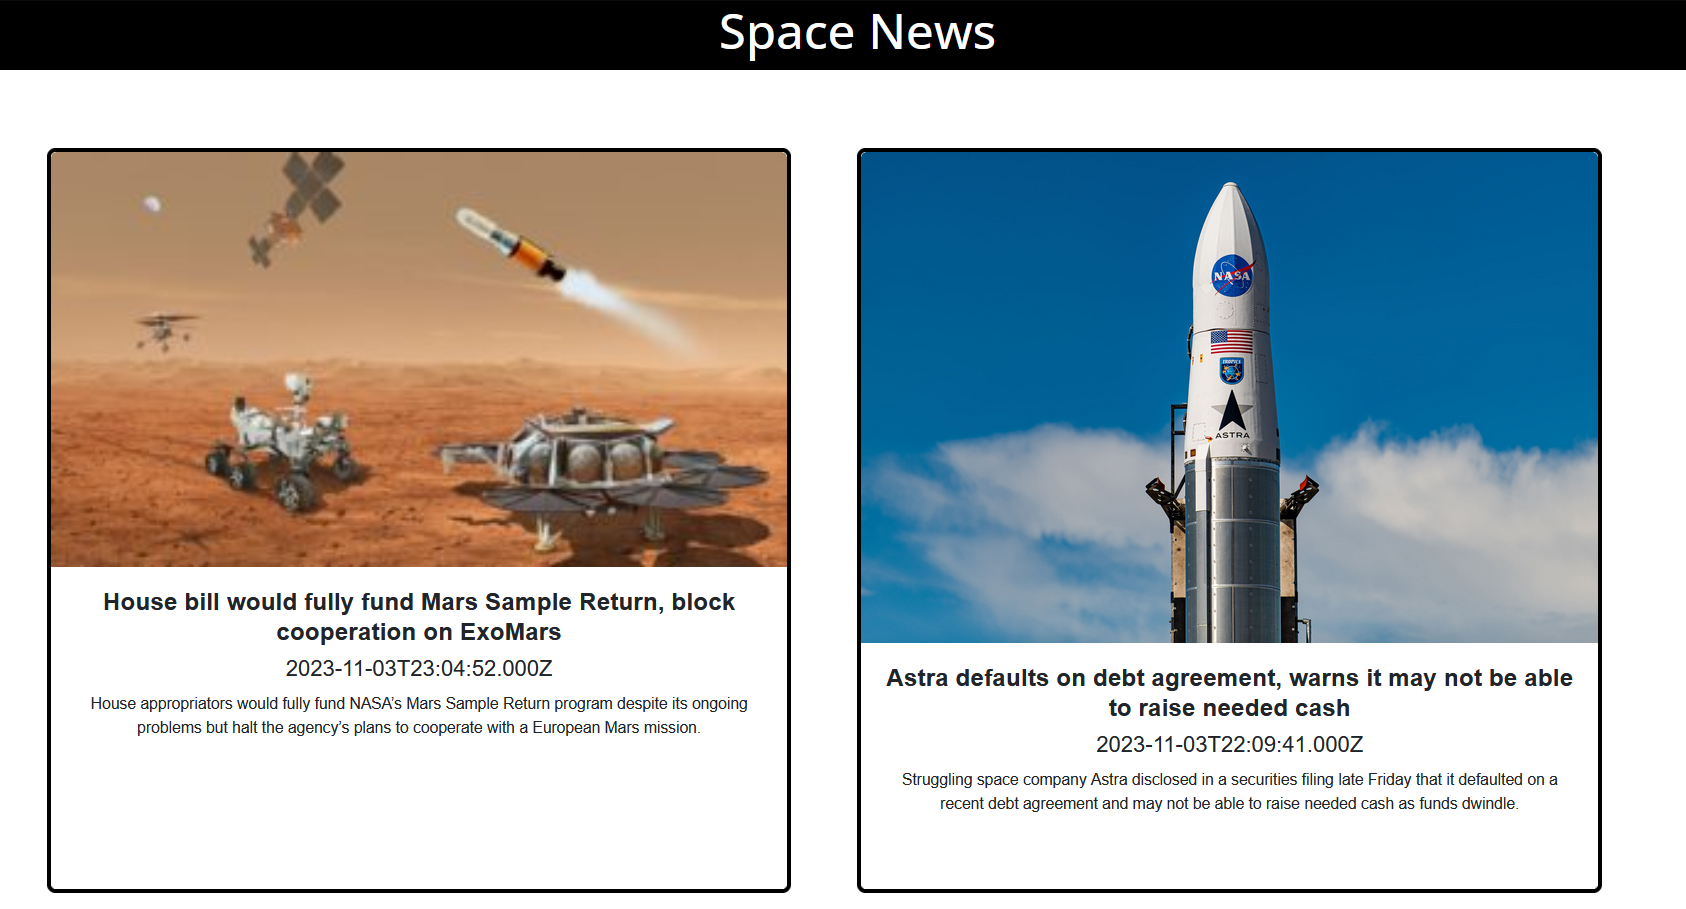 Space News
House bill would fully fund Mars Sample Return, block
cooperation on ExoMars
2023-11-03T23:04:52.000Z
House appropriators would fully fund NASA’s Mars Sample Return program despite its ongoing
problems but halt the agency’s plans to cooperate with a European Mars mission.
NASA
TROPICS
ASTRA
Astra defaults on debt agreement, warns it may not be able
to raise needed cash
2023-11-03T22:09:41.000Z
Struggling space company Astra disclosed in a securities filing late Friday that it defaulted on a
recent debt agreement and may not be able to raise needed cash as funds dwindle.